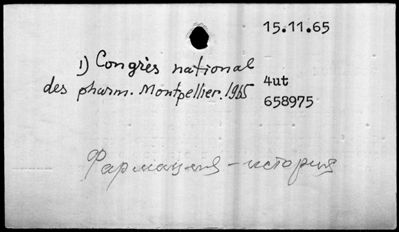 15.11.65
1) Congrès national
des pharm. Montpellier. 1965
4ut
658975
Фармация - история